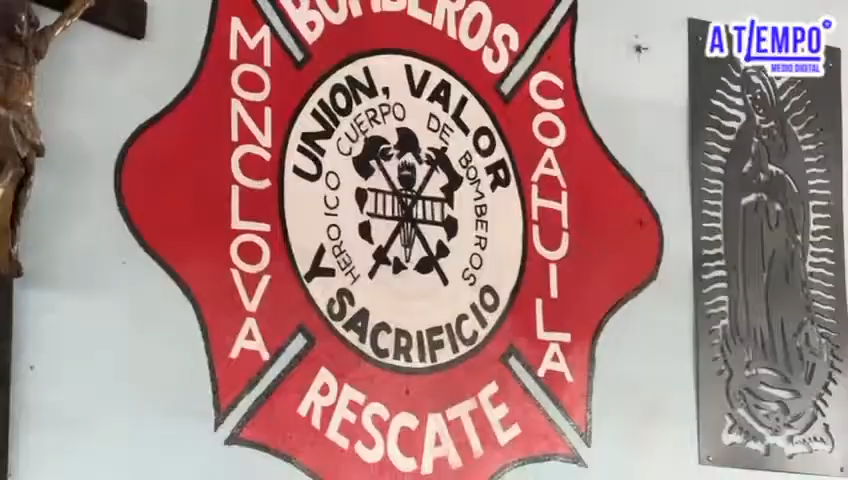 A TIEMPO
MEDIO DIGITAL
BOMBEROS
MONCLOVA
COAHUILA
UNION, VALOR
HEROICO CUERPO DE BOMBEROS
Y SACRIFICIO
RESCATE